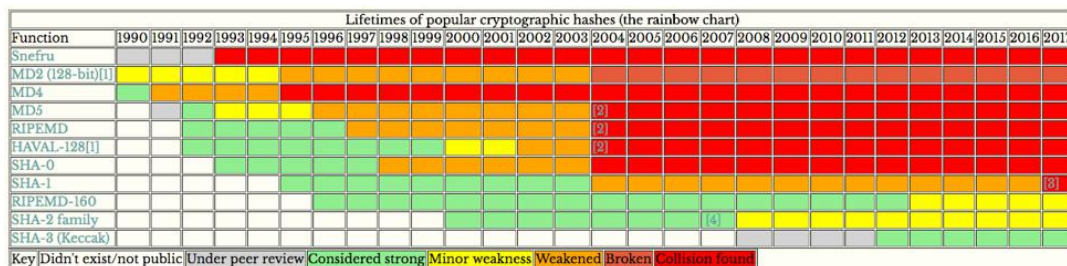 Lifetimes of popular cryptographic hashes (the rainbow chart)
Function 1990 1991 1992 1993 1994 1995 1996 1997 1998 1999 2000 2001 2002 2003 2004 2005 2006 2007 2008 2009 2010 2011 2012 2013 2014 2015 2016 2017
Snefru
MD2 (128-bit)[1]
MD4
MD5 [2]
RIPEMD [2]
HAVAL-128[1] [2]
SHA-0
SHA-1 [3]
RIPEMD-160
SHA-2 family [4]
SHA-3 (Keccak)
Key Didn't exist/not public Under peer review Considered strong Minor weakness Weakened Broken Collision found